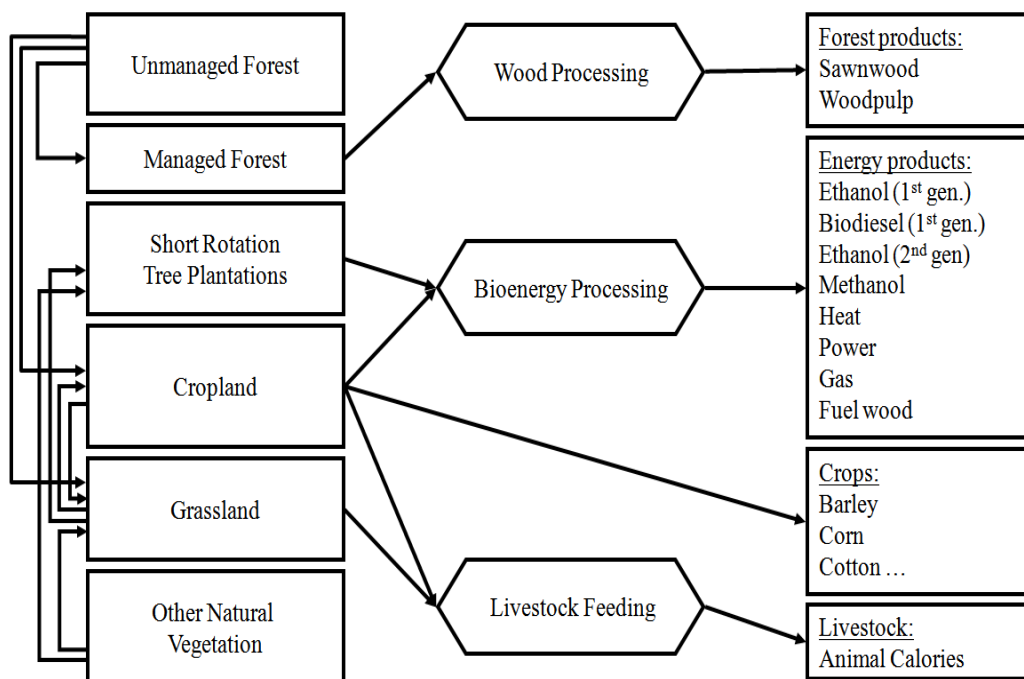 Unmanaged Forest
Managed Forest
Short Rotation
Tree Plantations
Cropland
Grassland
Other Natural
Vegetation
Wood Processing
Bioenergy Processing
Livestock Feeding
Forest products:
Sawnwood
Woodpulp
Energy products:
Ethanol (1st gen.)
Biodiesel (1st gen.)
Ethanol (2nd gen)
Methanol
Heat
Power
Gas
Fuel wood
Crops:
Barley
Corn
Cotton …
Livestock:
Animal Calories